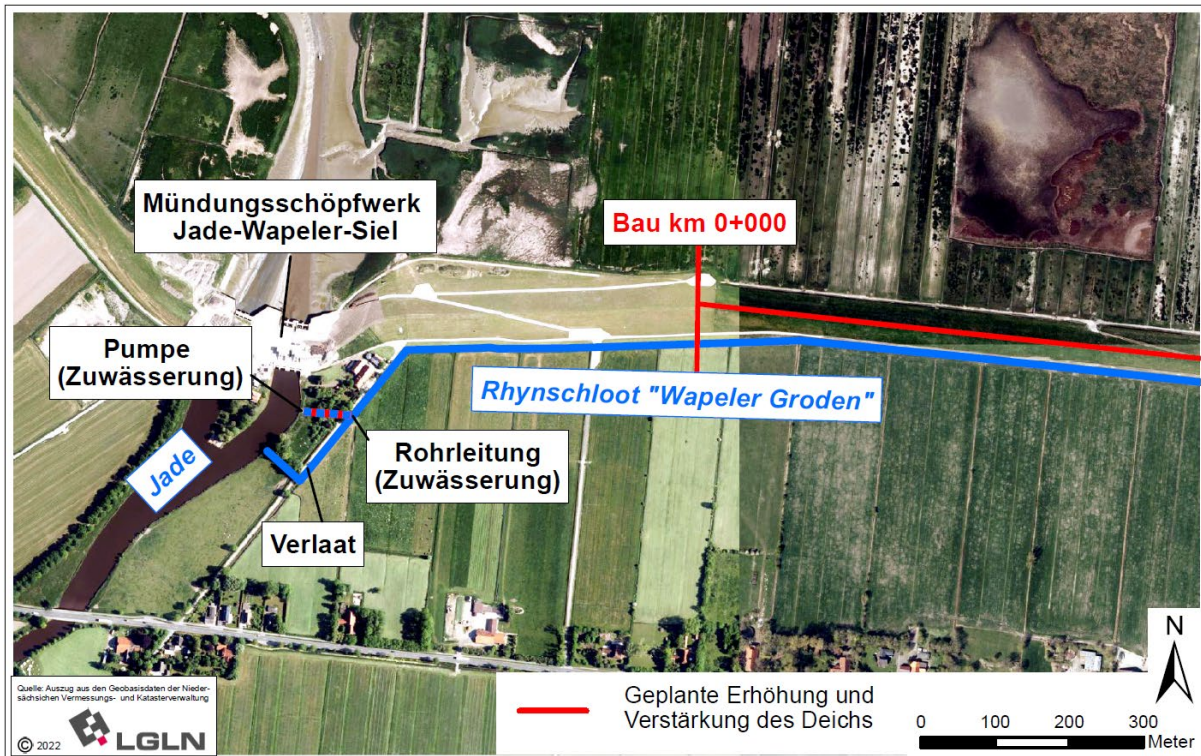 Mündungsschöpfwerk
Jade-Wapeler-Siel
Bau km 0+000
Pumpe
(Zuwässerung)
Rhynschloot "Wapeler Groden"
Jade
Rohrleitung
(Zuwässerung)
Verlaat
N
Quelle: Auszug aus den Geobasisdaten der Nieder-
sächsischen Vermessungs- und Katasterverwaltung
© 2022 LGLN
Geplante Erhöhung und
Verstärkung des Deichs
0 100 200 300
Meter